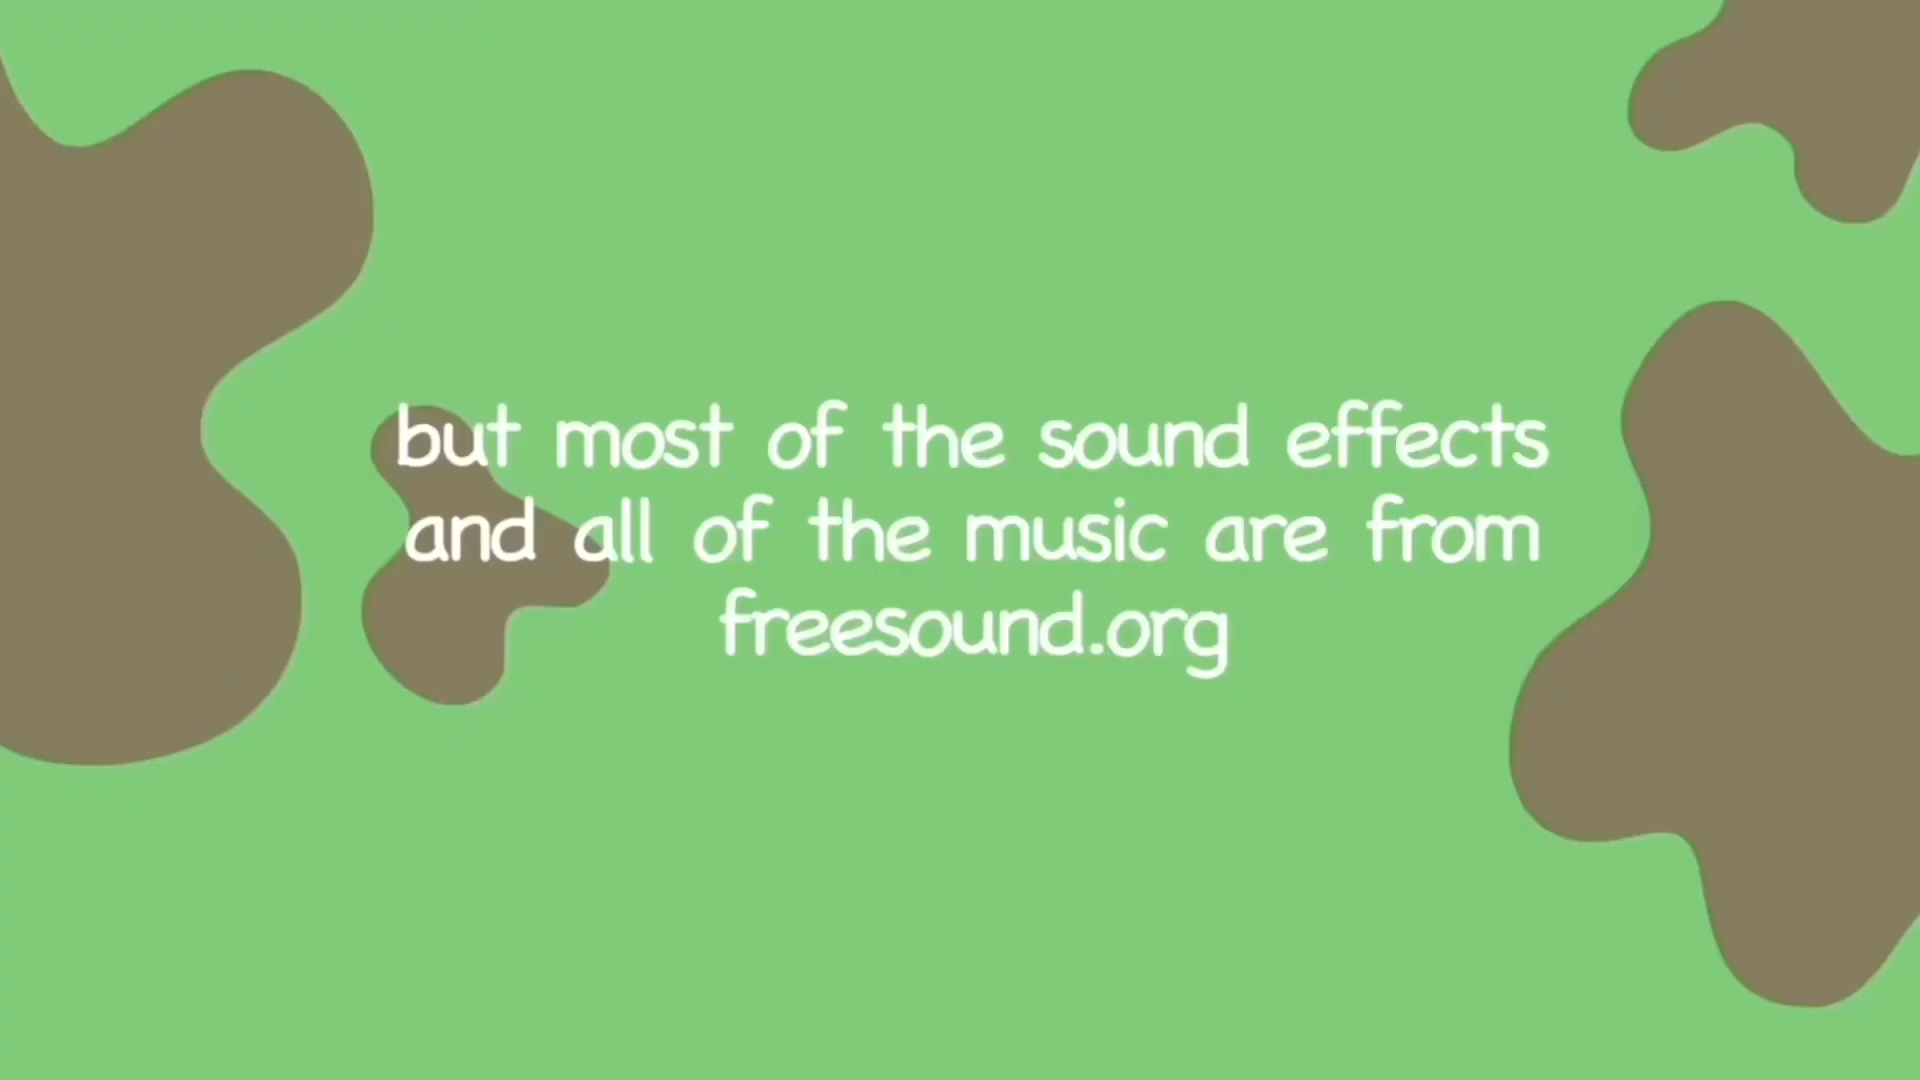 but most of the sound effects
and all of the music are from
freesound.org